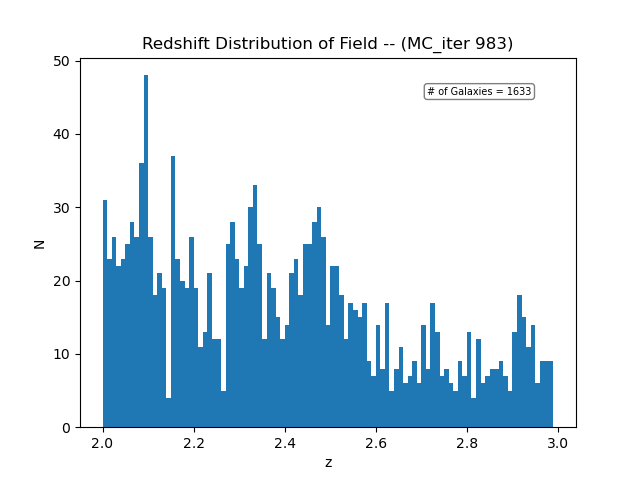 Redshift Distribution of Field -- (MC_iter 983)
# of Galaxies = 1633
50
40
30
20
10
0
N
2.0 2.2 2.4 2.6 2.8 3.0
z